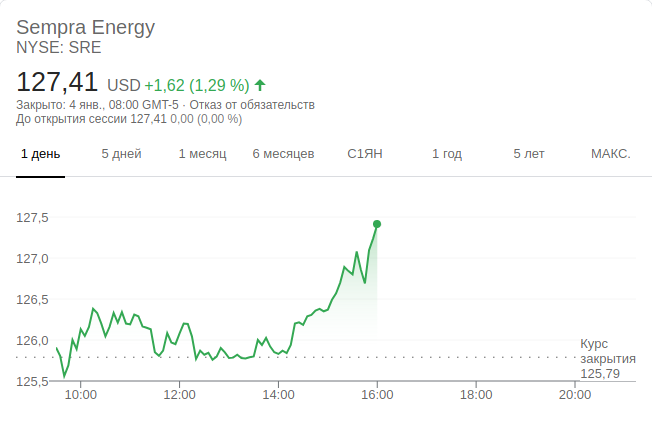 Sempra Energy
NYSE: SRE
127,41 USD +1,62 (1,29 %)
Закрыто: 4 янв., 08:00 GMT-5 · Отказ от обязательств
До открытия сессии 127,41 0,00 (0,00 %)
1 день 5 дней 1 месяц 6 месяцев С1ЯН 1 год 5 лет МАКС.
127,5
127,0
126,5
126,0
125,5
Курс
закрытия
125,79
10:00 12:00 14:00 16:00 18:00 20:00